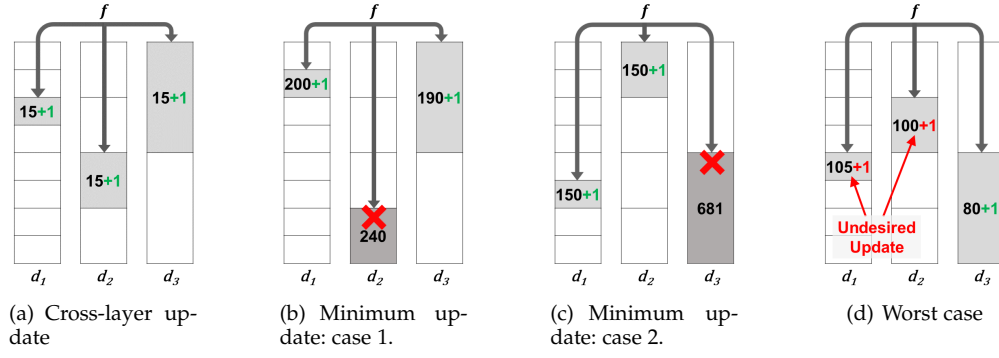 f
15+1
15+1
15+1
d1 d2 d3
(a) Cross-layer up-
date
f
200+1
190+1
240
d1 d2 d3
(b) Minimum up-
date: case 1.
f
150+1
150+1
681
d1 d2 d3
(c) Minimum up-
date: case 2.
f
100+1
105+1
80+1
Undesired
Update
d1 d2 d3
(d) Worst case